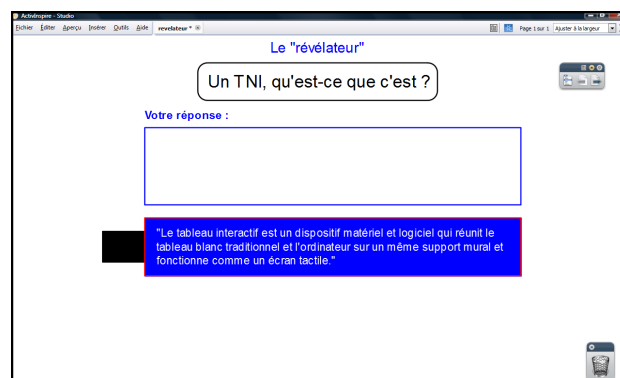 ActivInspire - Studio
Fichier Éditer Aperçu Insérer Outils Aide revelateur * Page 1 sur 1 Ajuster à la largeur
Le "révélateur"
Un TNI, qu'est-ce que c'est ?
Votre réponse :
"Le tableau interactif est un dispositif matériel et logiciel qui réunit le
tableau blanc traditionnel et l'ordinateur sur un même support mural et
fonctionne comme un écran tactile."